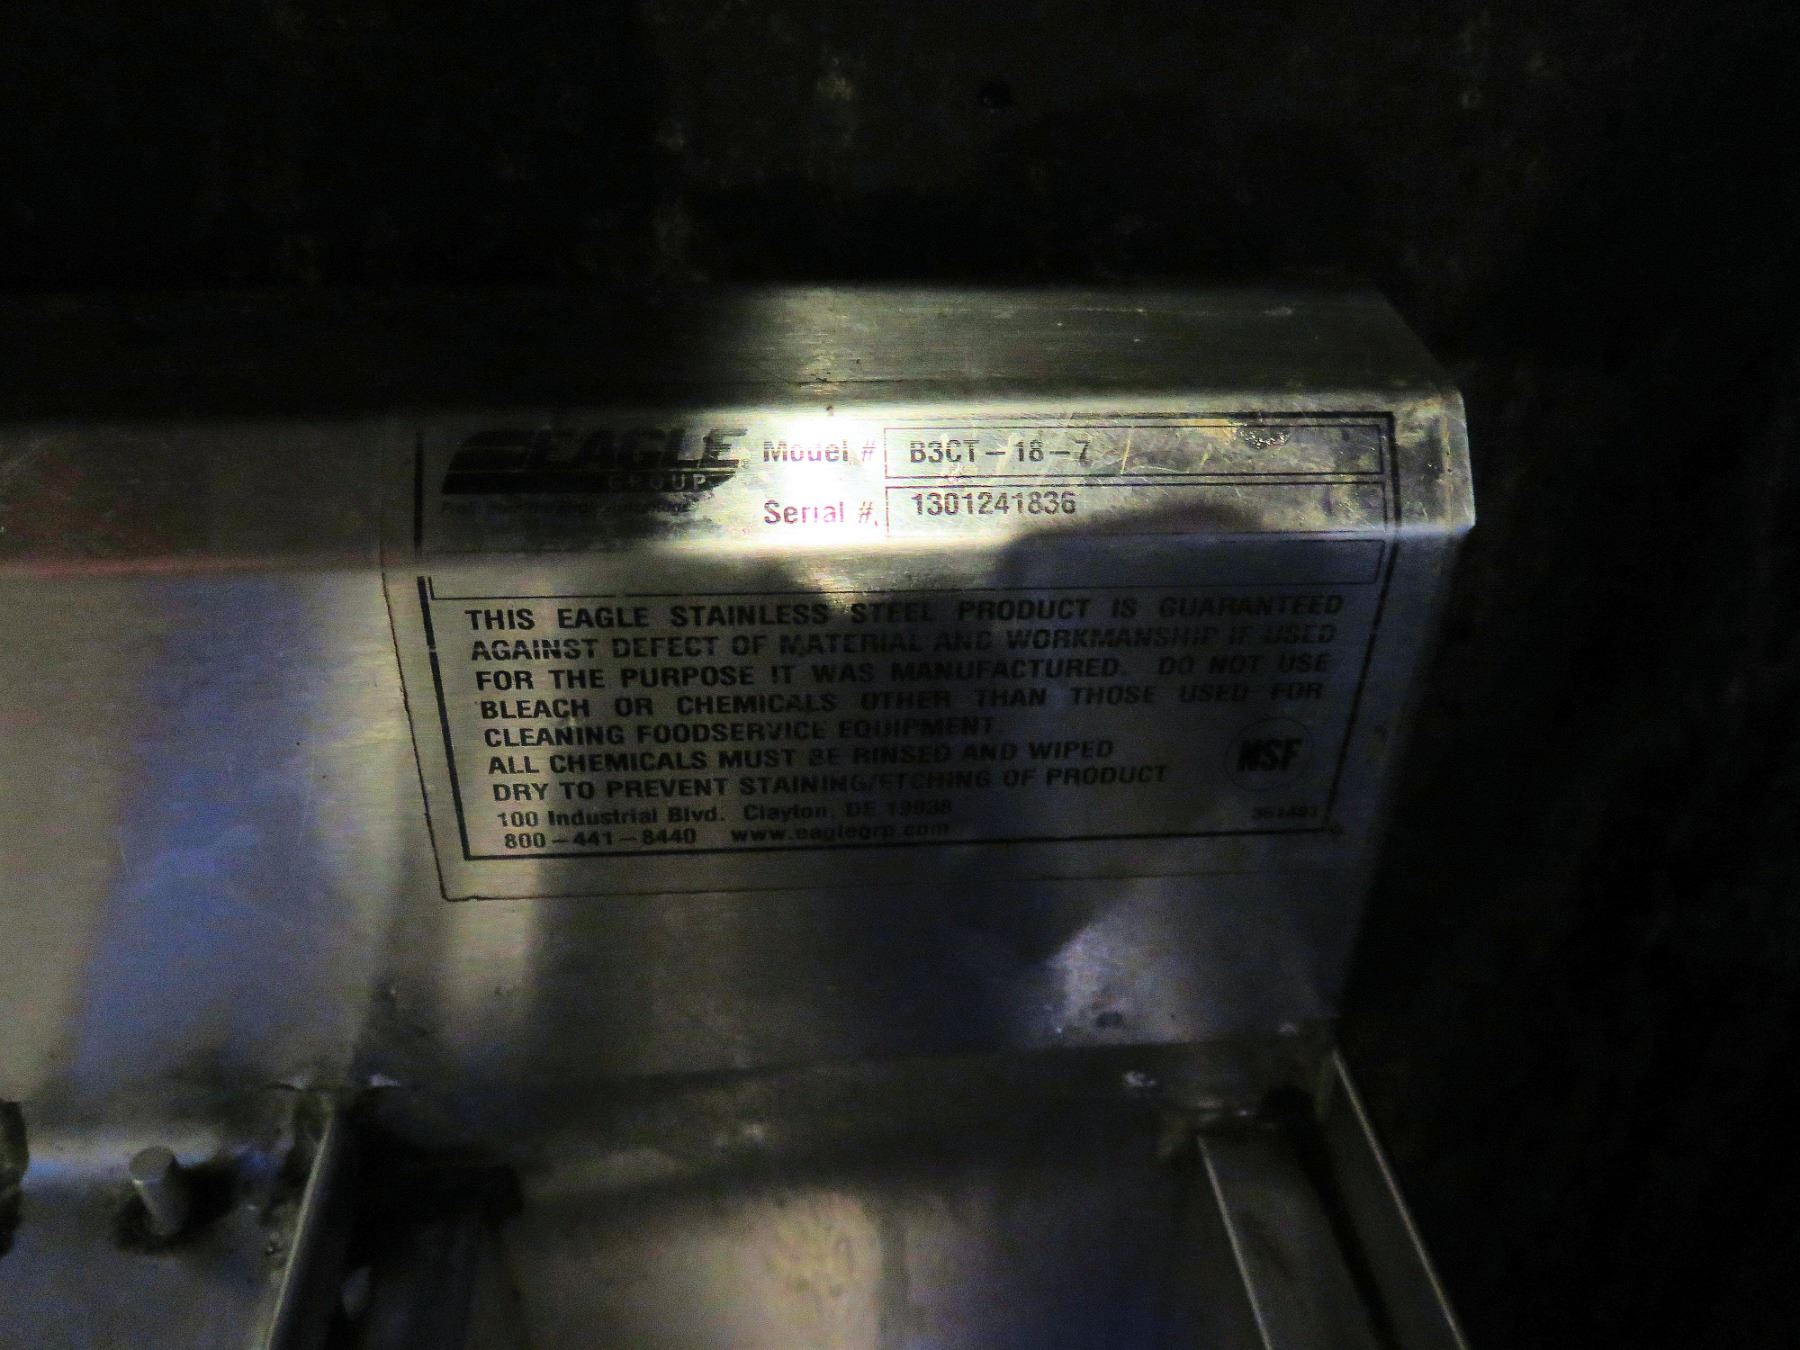 EAGLE
GROUP
Model # B3CT-18-7
Serial #. 1301241836
THIS EAGLE STAINLESS STEEL PRODUCT IS GUARANTEED
AGAINST DEFECT OF MATERIAL AND WORKMANSHIP IF USED
FOR THE PURPOSE IT WAS MANUFACTURED. DO NOT USE
BLEACH OR CHEMICALS OTHER THAN THOSE USED FOR
CLEANING FOODSERVICE EQUIPMENT.
ALL CHEMICALS MUST BE RINSED AND WIPED
DRY TO PREVENT STAINING/ETCHING OF PRODUCT
NSF
100 Industrial Blvd. Clayton, DE 19938
800-441-8440 www.eaglegrp.com